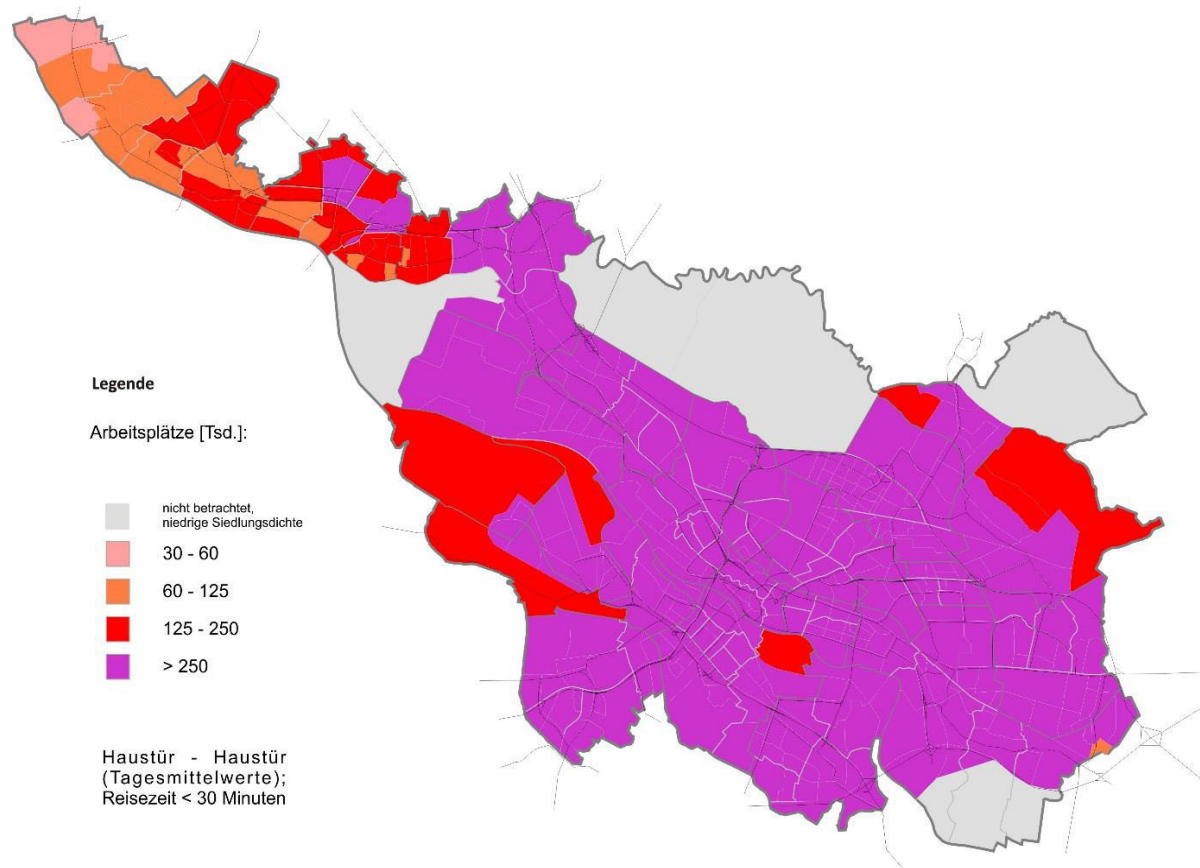 Legende
Arbeitsplätze [Tsd.]:
nicht betrachtet,
niedrige Siedlungsdichte
30 - 60
60 - 125
125 - 250
> 250
Haustür - Haustür
(Tagesmittelwerte);
Reisezeit < 30 Minuten